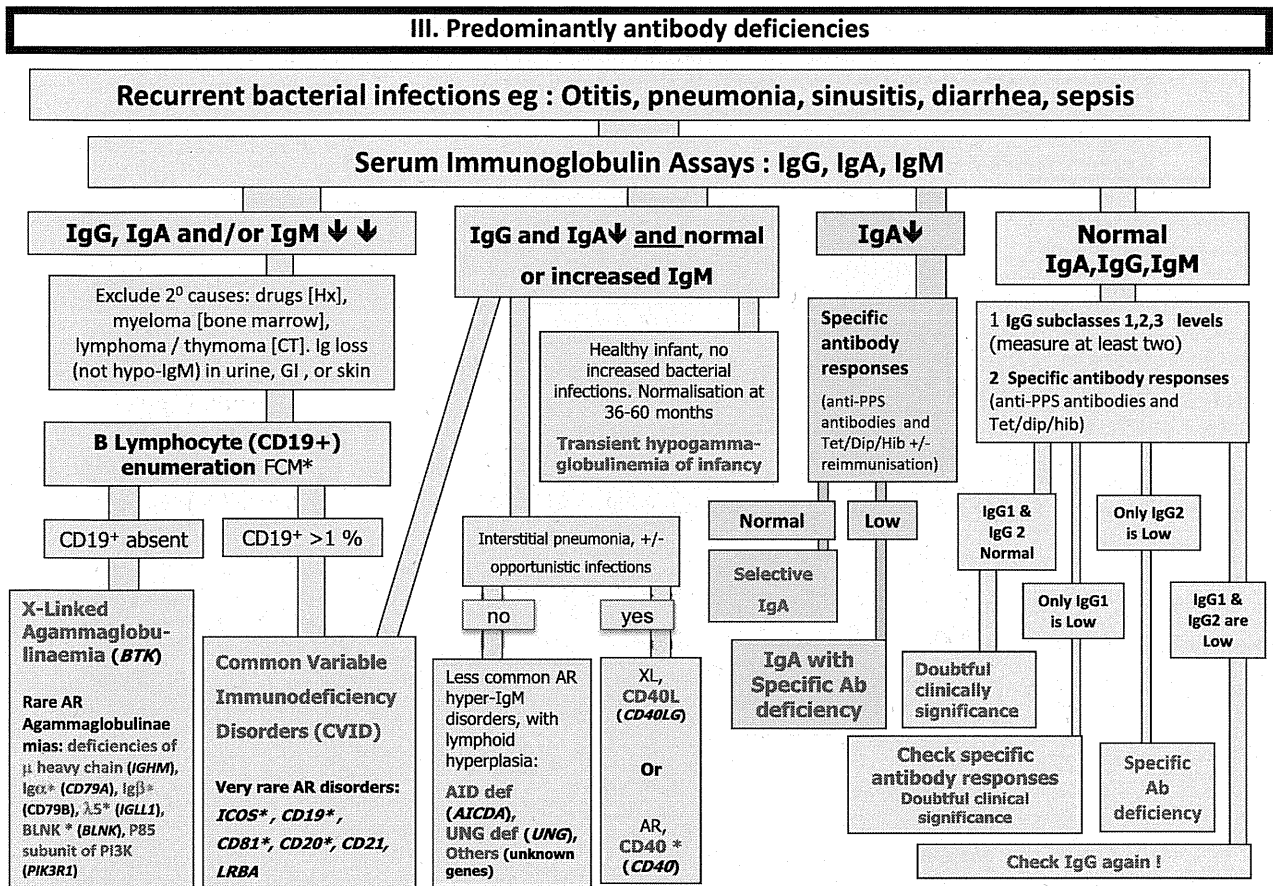 III. Predominantly antibody deficiencies
Recurrent bacterial infections eg : Otitis, pneumonia, sinusitis, diarrhea, sepsis
Serum Immunoglobulin Assays : IgG, IgA, IgM
IgG, IgA and/or IgM 🡳 🡳
Exclude 2⁰ causes: drugs [Hx],
myeloma [bone marrow],
lymphoma / thymoma [CT]. Ig loss
(not hypo-IgM) in urine, GI , or skin
B Lymphocyte (CD19+)
enumeration FCM*
CD19⁺ absent
CD19⁺ >1 %
X-Linked
Agammaglobu-
linaemia (BTK)
Rare AR
Agammaglobulinae
mias: deficiencies of
μ heavy chain (IGHM),
Igα* (CD79A), Igβ*
(CD79B), λ5* (IGLL1),
BLNK * (BLNK), P85
subunit of PI3K
(PIK3R1)
Common Variable
Immunodeficiency
Disorders (CVID)
Very rare AR disorders:
ICOS*, CD19*,
CD81*, CD20*, CD21,
LRBA
IgG and IgA🡳 and normal
or increased IgM
Healthy infant, no
increased bacterial
infections. Normalisation at
36-60 months
Transient hypogamma-
globulinemia of infancy
Interstitial pneumonia, +/-
opportunistic infections
no
yes
Less common AR
hyper-IgM
disorders, with
lymphoid
hyperplasia:
AID def
(AICDA),
UNG def (UNG),
Others (unknown
genes)
XL,
CD40L
(CD40LG)
Or
AR,
CD40 *
(CD40)
IgA🡳
Specific
antibody
responses
(anti-PPS
antibodies and
Tet/Dip/Hib +/-
reimmunisation)
Normal
Low
Selective
IgA
IgA with
Specific Ab
deficiency
Normal
IgA,IgG,IgM
1 IgG subclasses 1,2,3 levels
(measure at least two)
2 Specific antibody responses
(anti-PPS antibodies and
Tet/dip/hib)
IgG1 &
IgG 2
Normal
Only IgG1
is Low
Only IgG2
is Low
IgG1 &
IgG2 are
Low
Doubtful
clinically
significance
Check specific
antibody responses
Doubtful clinical
significance
Specific
Ab
deficiency
Check IgG again !